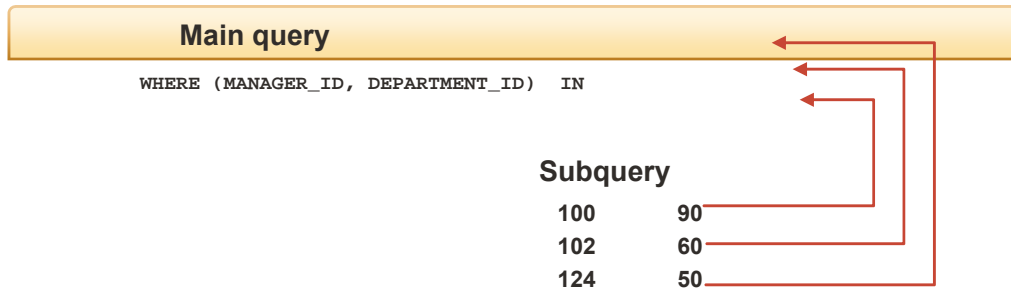 Main query
WHERE (MANAGER_ID, DEPARTMENT_ID) IN
Subquery
100 90
102 60
124 50